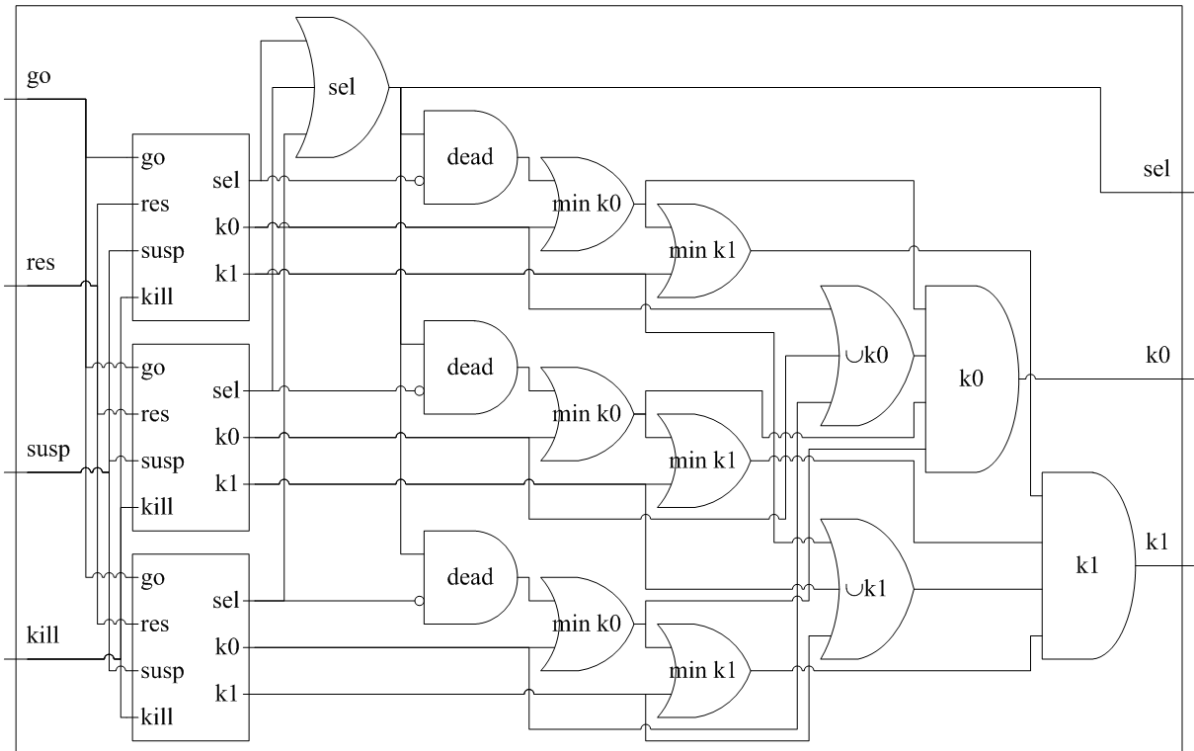 go
res
susp
kill
go
res
susp
kill
sel
k0
k1
go
res
susp
kill
sel
k0
k1
go
res
susp
kill
sel
k0
k1
sel
dead
min k0
min k1
dead
min k0
min k1
dead
min k0
min k1
∪k0
∪k1
k0
k1
sel
k0
k1